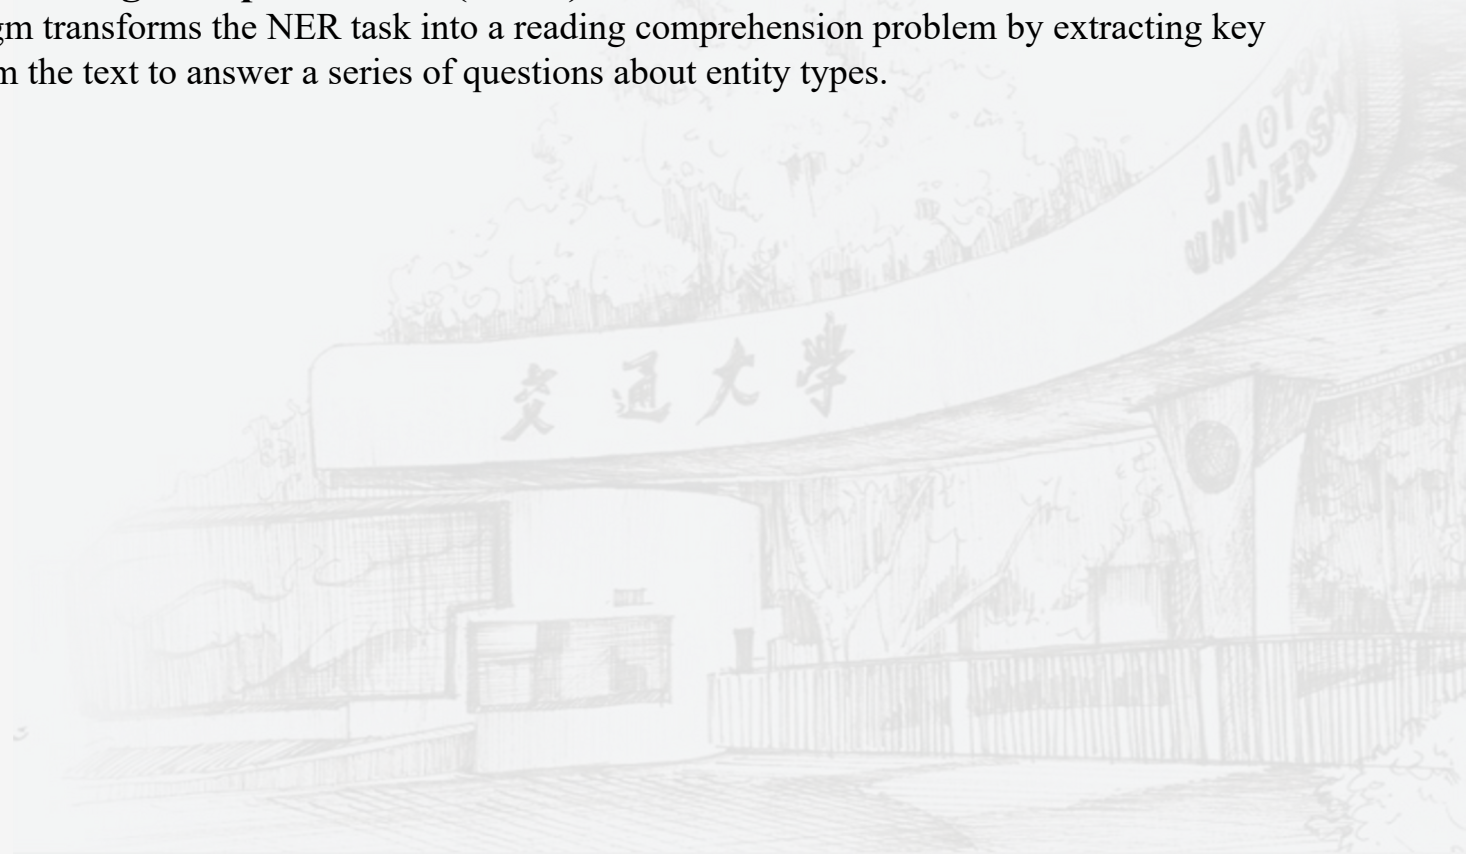 gm transforms the NER task into a reading comprehension problem by extracting key
m the text to answer a series of questions about entity types.
JIAOT
UNIVERSI
交通大學